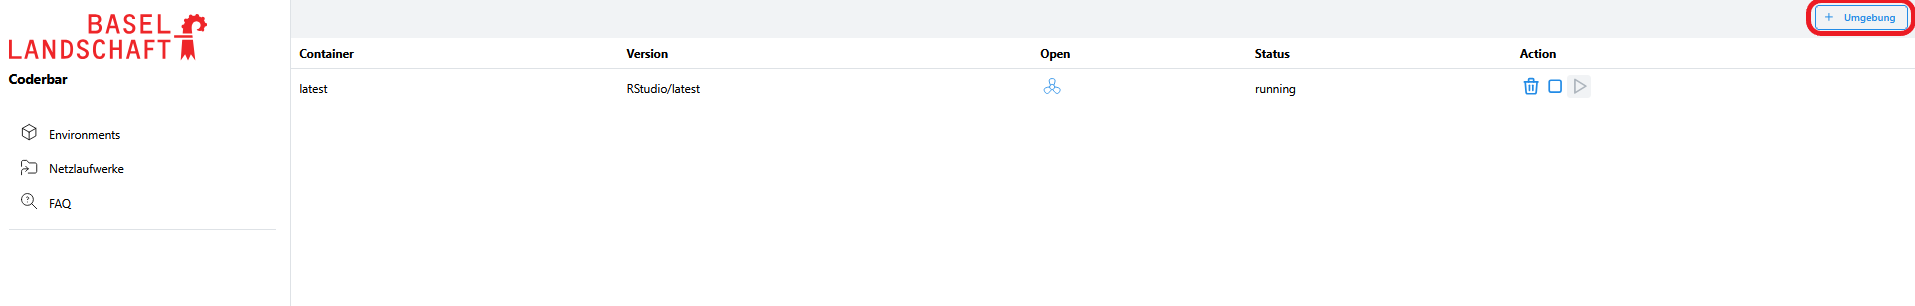 BASEL
LANDSCHAFT
Coderbar
Environments
Netzlaufwerke
FAQ
+ Umgebung
Container Version Open Status Action
latest RStudio/latest running